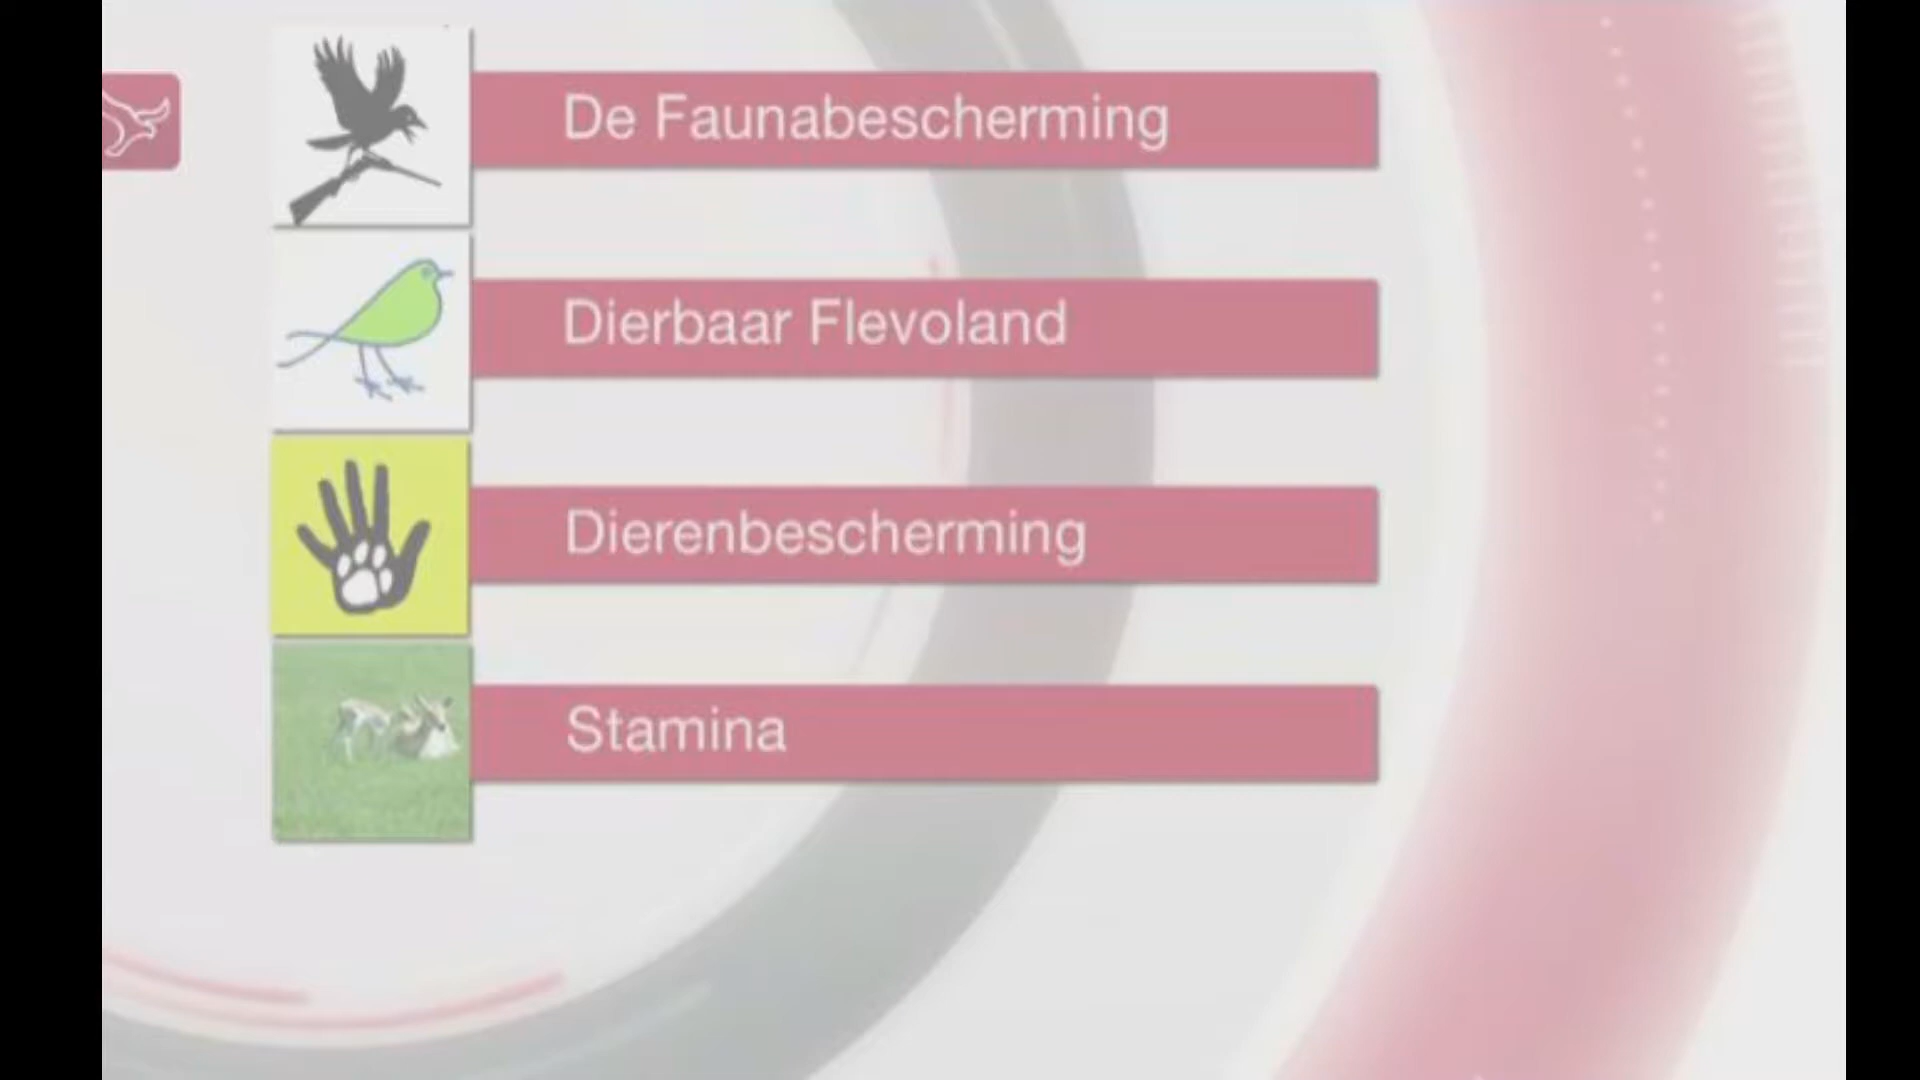 De Faunabescherming
Dierbaar Flevoland
Dierenbescherming
Stamina